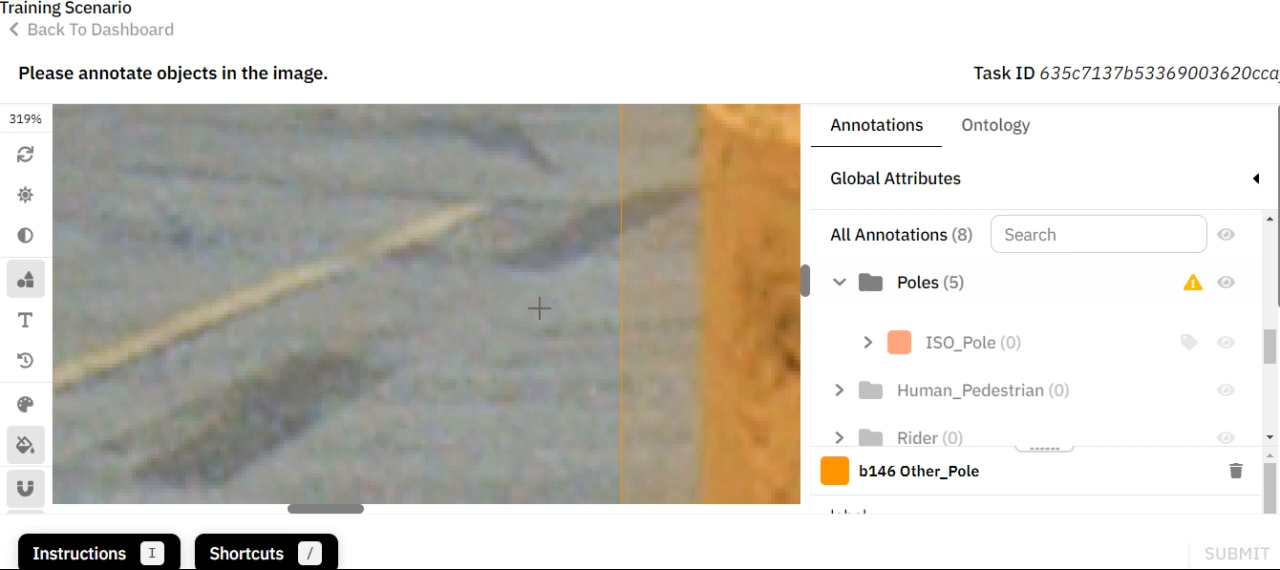 Training Scenario
Back To Dashboard
Please annotate objects in the image.
Task ID 635c7137b53369003620cca
319%
Annotations Ontology
Global Attributes
All Annotations (8) Search
Poles (5)
ISO_Pole (0)
Human_Pedestrian (0)
Rider (0)
T
b146 Other_Pole
Instructions I Shortcuts /
SUBMIT